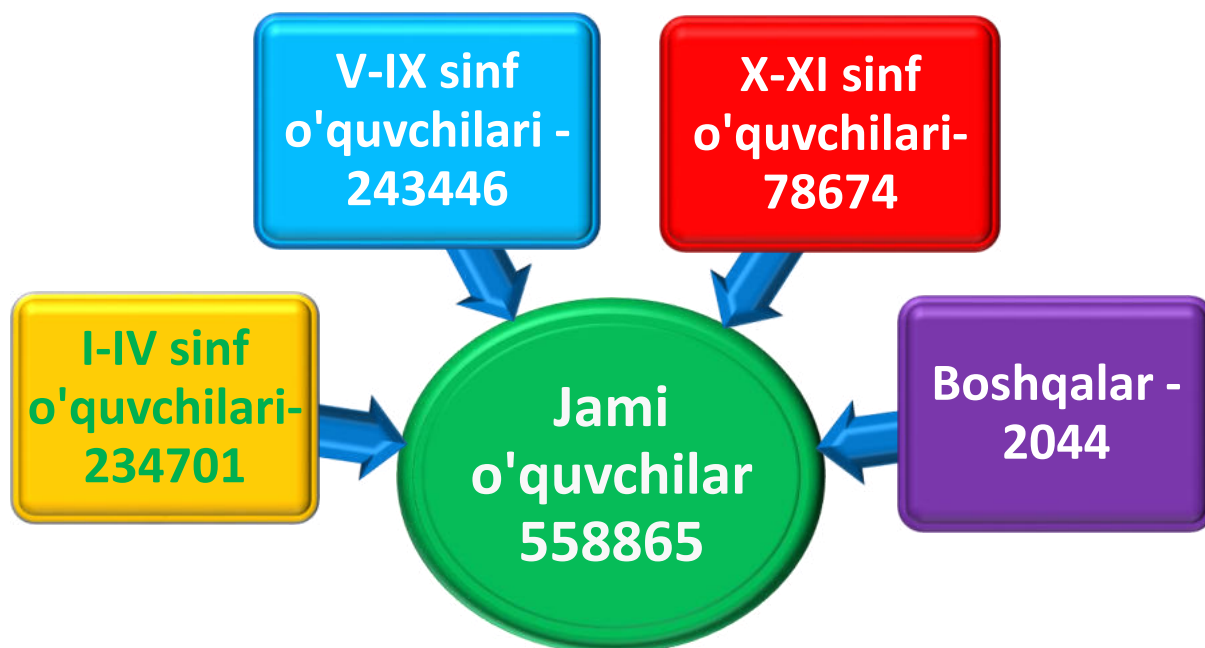 V-IX sinf
o'quvchilari -
243446
X-XI sinf
o'quvchilari-
78674
I-IV sinf
o'quvchilari-
234701
Jami
o'quvchilar
558865
Boshqalar -
2044